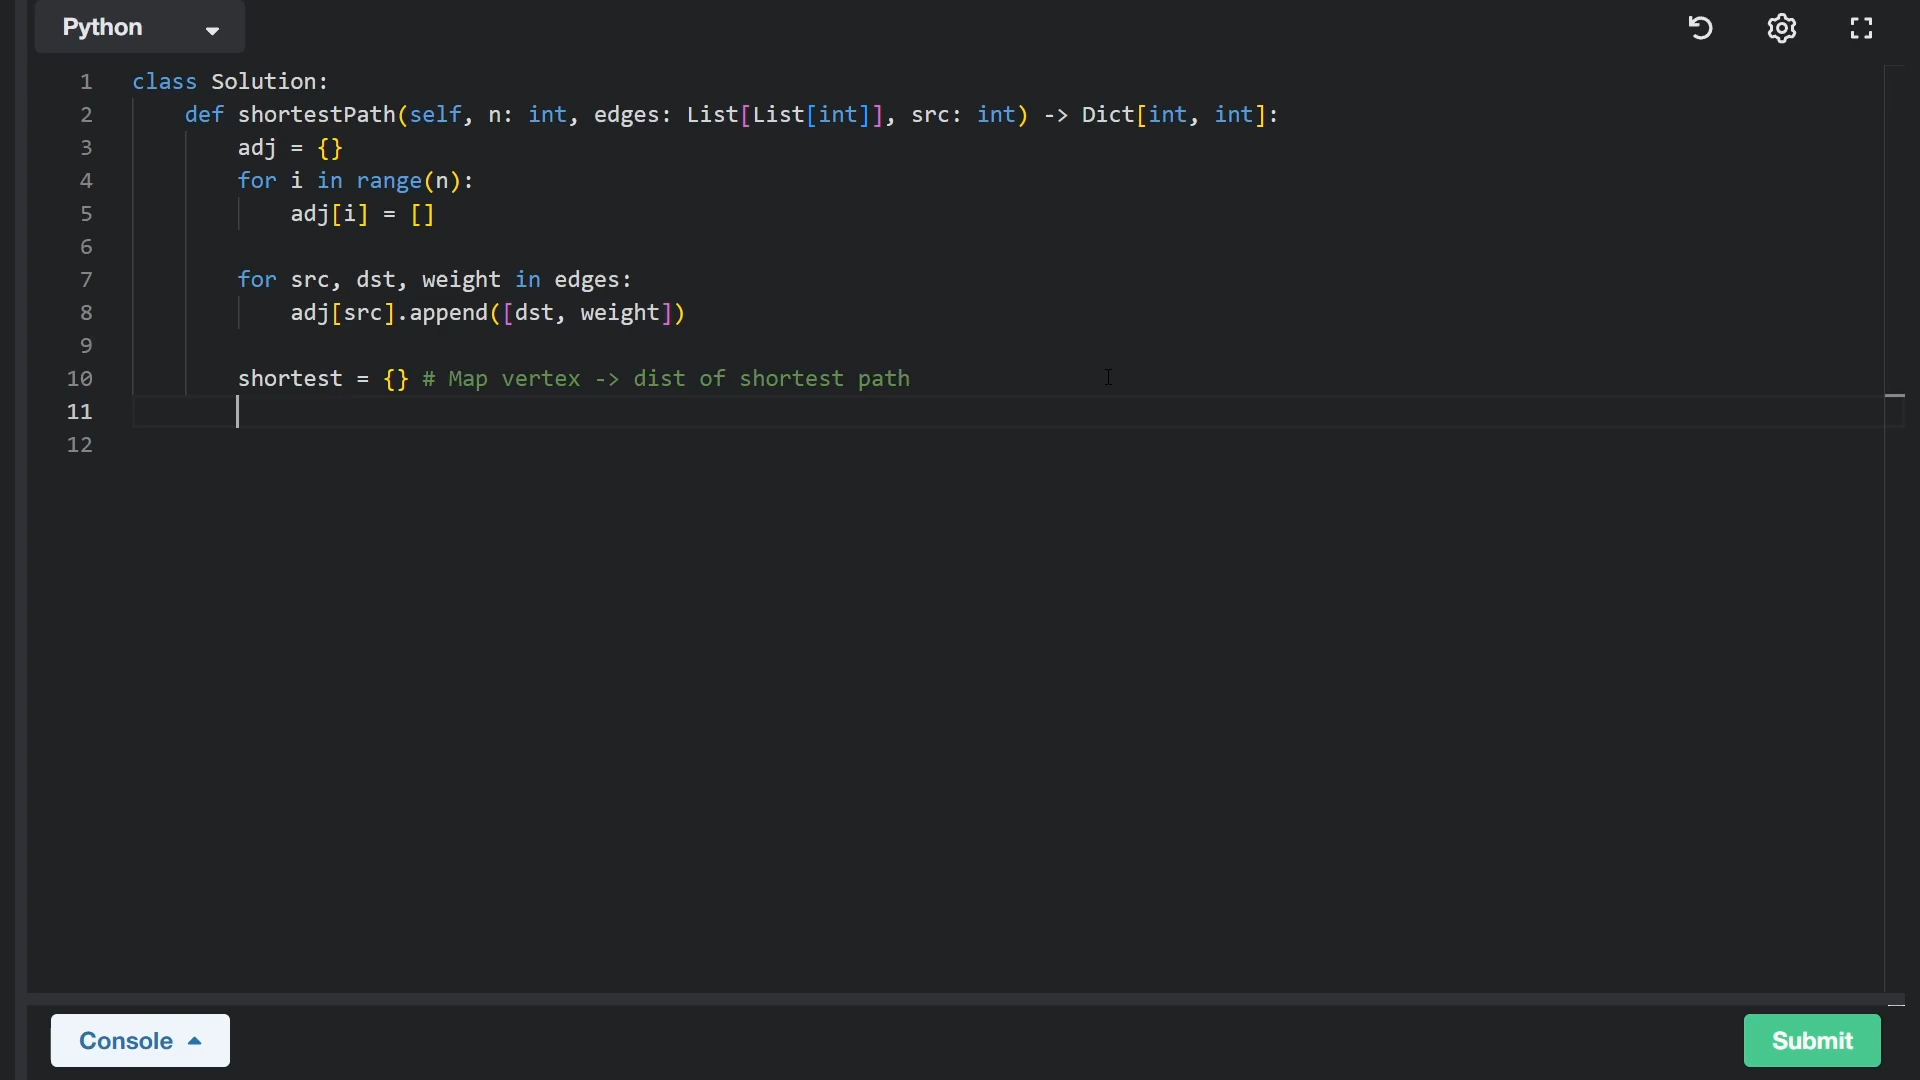 Python
1 class Solution:
2 def shortestPath(self, n: int, edges: List[List[int]], src: int) -> Dict[int, int]:
3 adj = {}
4 for i in range(n):
5 adj[i] = []
6
7 for src, dst, weight in edges:
8 adj[src].append([dst, weight])
9
10 shortest = {} # Map vertex -> dist of shortest path
11
12
Console
Submit